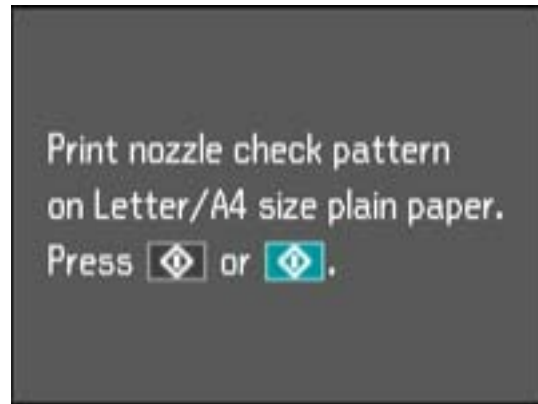 Print nozzle check pattern
on Letter/A4 size plain paper.
Press or .